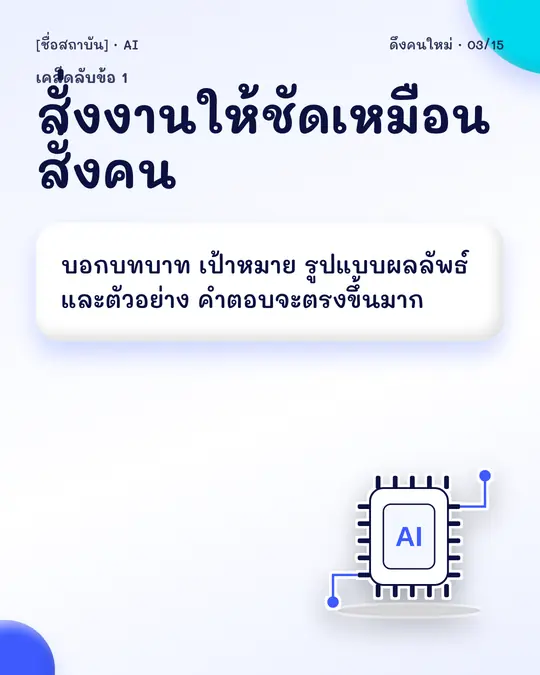 [ชื่อสถาบัน] · AI
ดึงคนใหม่ · 03/15
เคล็ดลับข้อ 1
สั่งงานให้ชัดเหมือน
สั่งคน
บอกบทบาท เป้าหมาย รูปแบบผลลัพธ์
และตัวอย่าง คำตอบจะตรงขึ้นมาก
AI